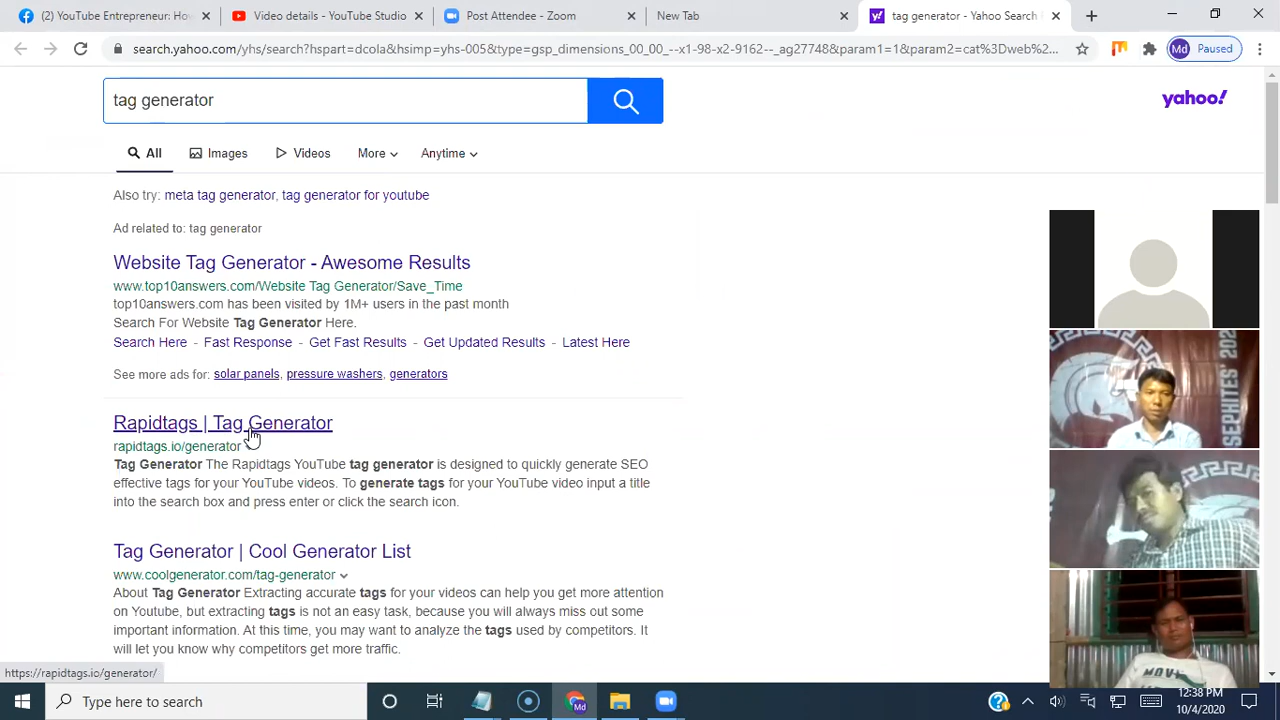 (2) YouTube Entrepreneur: Ho
Video details - YouTube Studio
Post Attendee - Zoom
New Tab
tag generator - Yahoo Search
search.yahoo.com/yhs/search?hspart=dcola&hsimp=yhs-005&type=gsp_dimensions_00_00_--x1-98-x2-9162--_ag27748&param1=1&param2=cat%3Dweb%2...
Md Paused
tag generator
yahoo!
All Images Videos More Anytime
Also try: meta tag generator, tag generator for youtube
Ad related to: tag generator
Website Tag Generator - Awesome Results
www.top10answers.com/Website Tag Generator/Save_Time
top10answers.com has been visited by 1M+ users in the past month
Search For Website Tag Generator Here.
Search Here - Fast Response - Get Fast Results - Get Updated Results - Latest Here
See more ads for: solar panels, pressure washers, generators
Rapidtags | Tag Generator
rapidtags.io/generator
Tag Generator The Rapidtags YouTube tag generator is designed to quickly generate SEO
effective tags for your YouTube videos. To generate tags for your YouTube video input a title
into the search box and press enter or click the search icon.
Tag Generator | Cool Generator List
www.coolgenerator.com/tag-generator
About Tag Generator Extracting accurate tags for your videos can help you get more attention
on Youtube, but extracting tags is not an easy task, because you will always miss out some
important information. At this time, you may want to analyze the tags used by competitors. It
will let you know why competitors get more traffic.
https://rapidtags.io/generator/
SEPHITES' 202
MOVE
Type here to search
Md
12:38 PM
10/4/2020